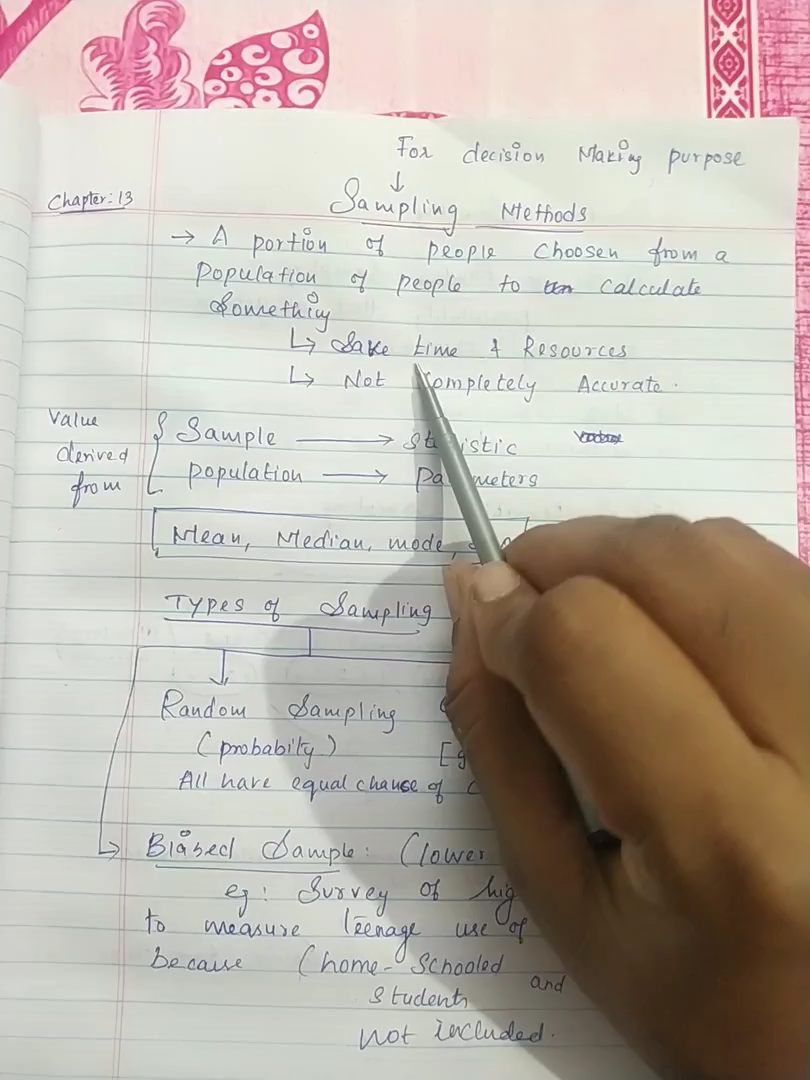 For decision Making purpose
↓
Chapter: 13
Sampling Methods
→ A portion of people Choosen from a
population of people to calculate
Something
↳ Save time & Resources
↳ Not Completely Accurate.
Value
derived
from
Sample → Statistic
population → Parameters
Mean, Median, mode,
Types of Sampling
Random Sampling
(probabity)
All have equal chance of
Biased Sample: (lower
eg: Survey of
to measure teenage use of
because (home-schooled and
students
not included.